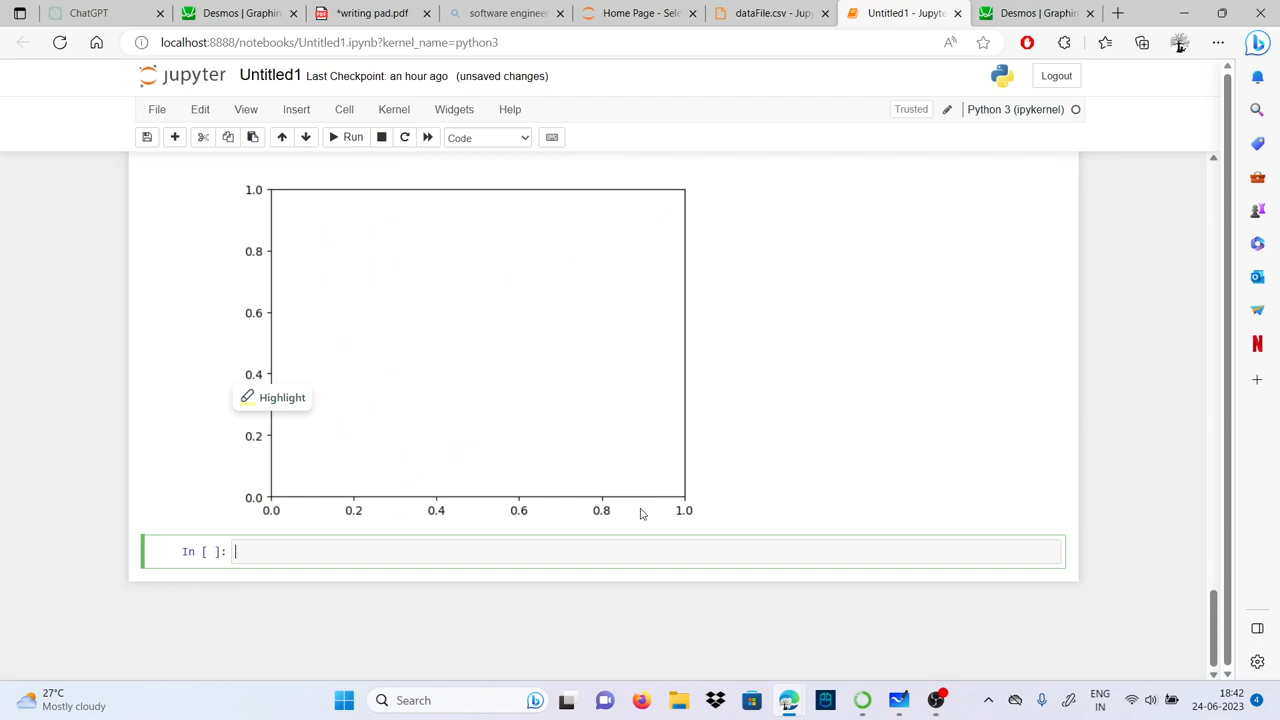 ChatGPT
Desmos | Graphin
*writing pad.pdf
software enginee
Home Page - Sele
dataFile.csv - Jup
Untitled1 - Jupyte
Desmos | Graphin
localhost:8888/notebooks/Untitled1.ipynb?kernel_name=python3
jupyter Untitled1 Last Checkpoint: an hour ago (unsaved changes)
Logout
File Edit View Insert Cell Kernel Widgets Help
Trusted Python 3 (ipykernel)
Run Code
1.0
0.8
0.6
0.4
Highlight
0.2
0.0
0.0 0.2 0.4 0.6 0.8 1.0
In [ ]:
27°C
Mostly cloudy
Search
ENG
IN
18:42
24-06-2023
4